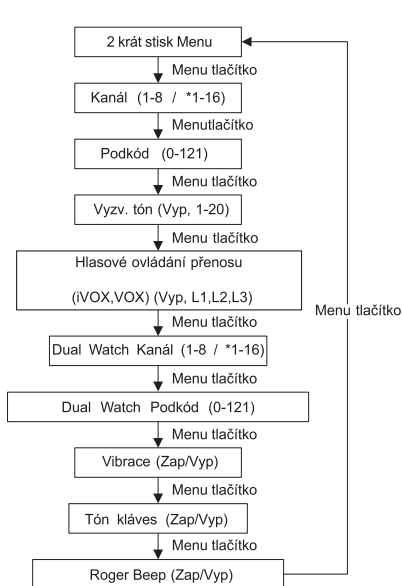 2 krát stisk Menu
Menu tlačítko
Kanál (1-8 / *1-16)
Menutlačítko
Podkód (0-121)
Menu tlačítko
Vyzv. tón (Vyp, 1-20)
Menu tlačítko
Hlasové ovládání přenosu
(iVOX,VOX) (Vyp, L1,L2,L3)
Menu tlačítko
Menu tlačítko
Dual Watch Kanál (1-8 / *1-16)
Menu tlačítko
Dual Watch Podkód (0-121)
Menu tlačítko
Vibrace (Zap/Vyp)
Menu tlačítko
Tón kláves (Zap/Vyp)
Menu tlačítko
Roger Beep (Zap/Vyp)